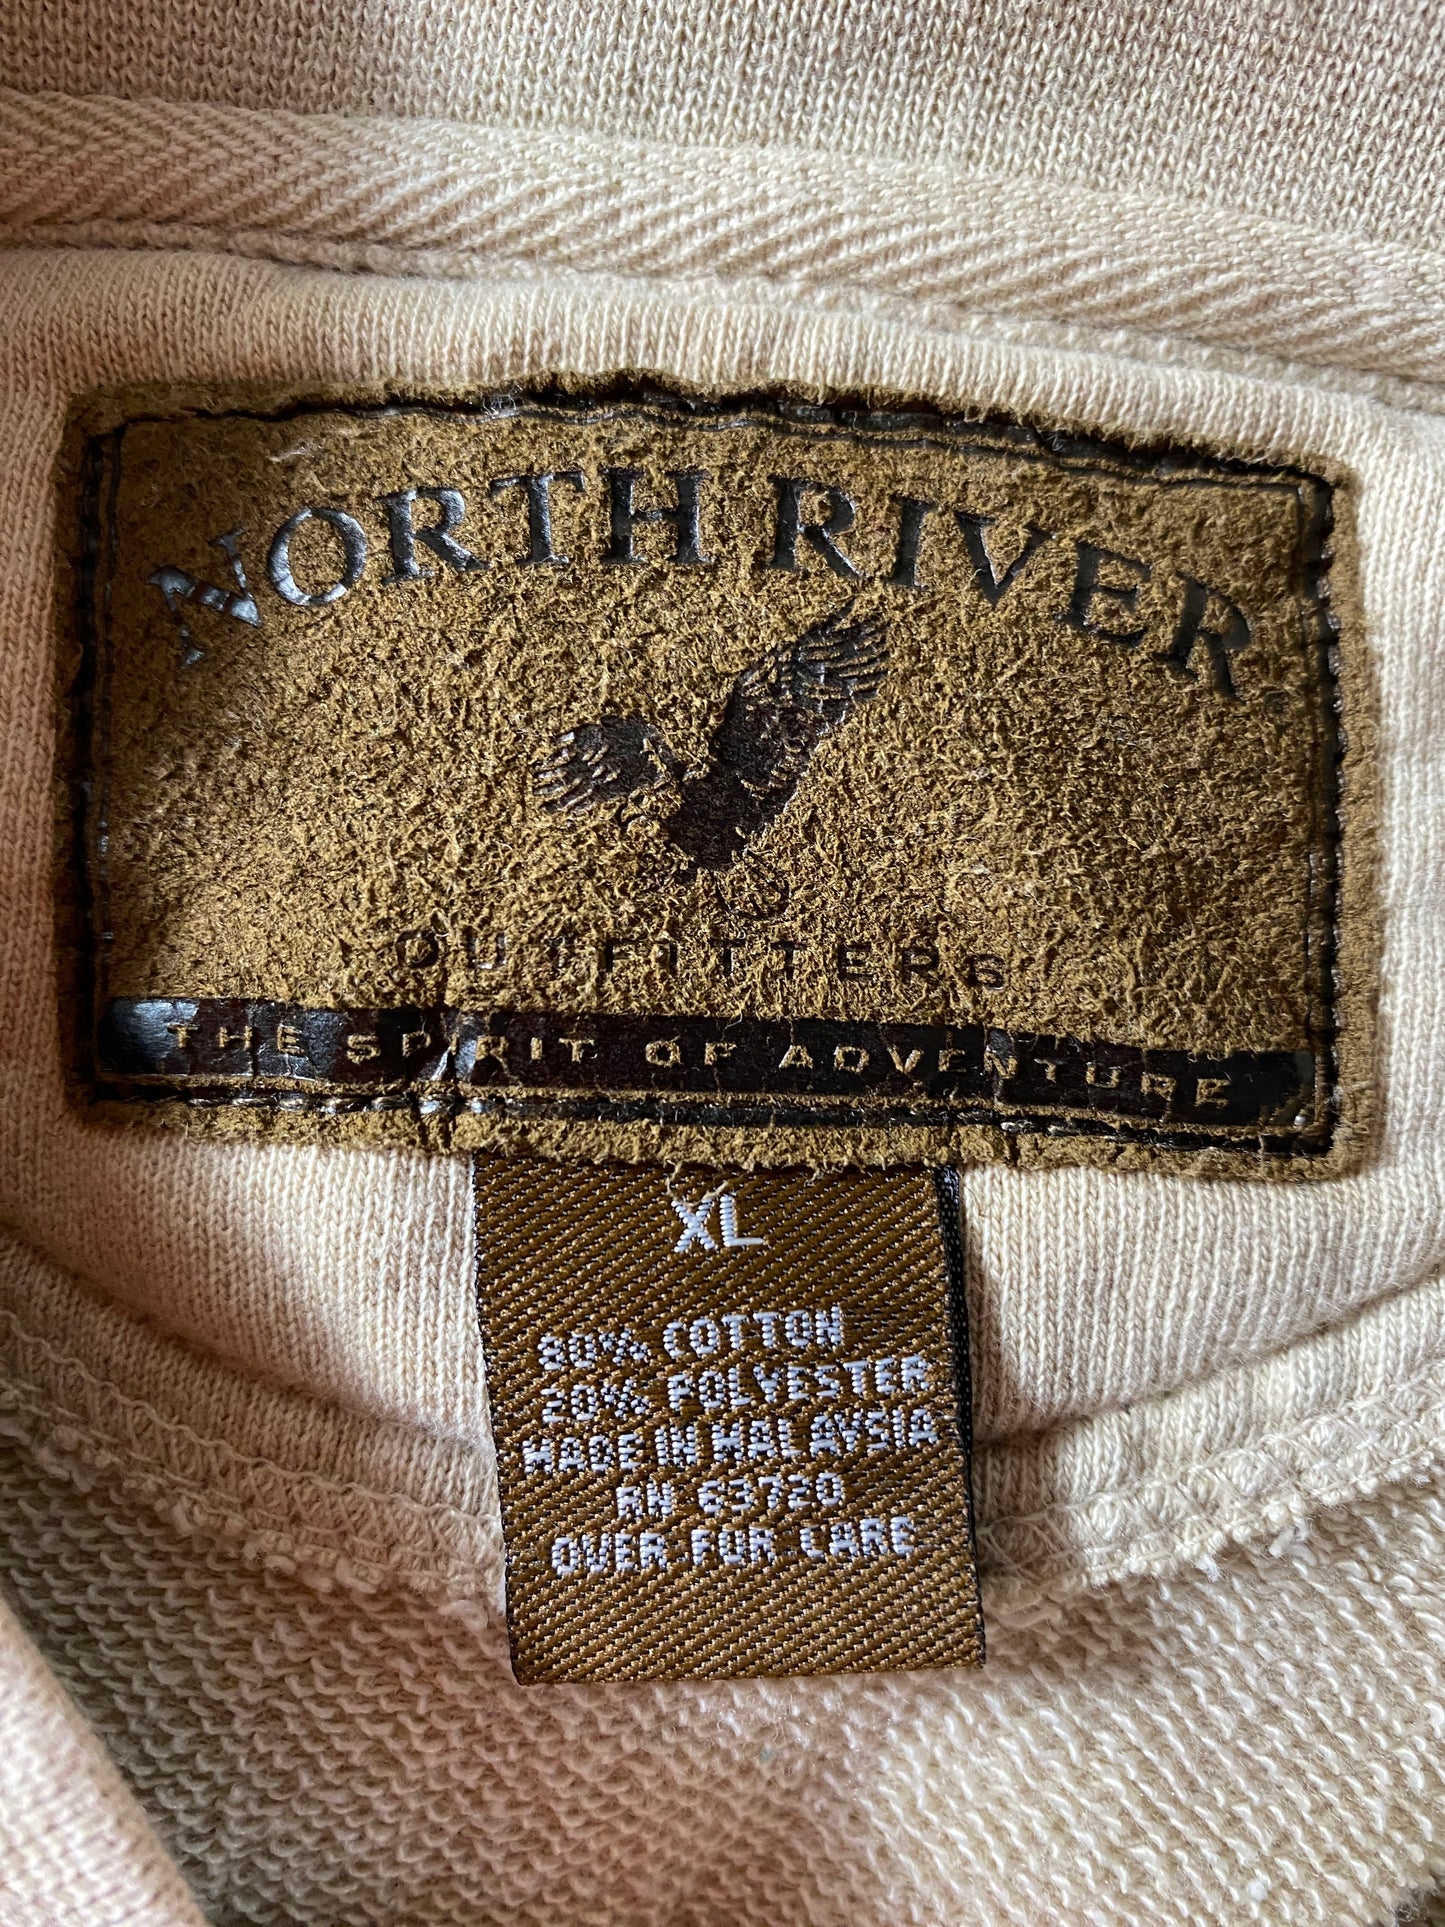 NORTH RIVER
OUTFITTERS
THE SPIRIT OF ADVENTURE
XL
80% COTTON
20% POLYESTER
MADE IN MALAYSIA
RN 63720
OVER FOR CARE